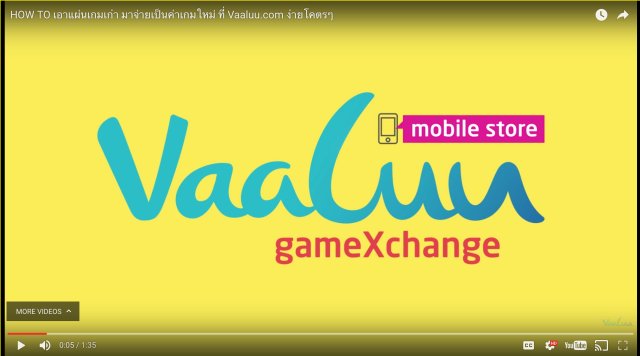 HOW TO เอาแผ่นเกมเก่า มาจ่ายเป็นค่าเกมใหม่ ที่ Vaaluu.com ง่ายโคตรๆ
mobile store
Vaaluu
gameXchange
MORE VIDEOS
Vaaluu
0:05 / 1:35
CC
HD
YouTube